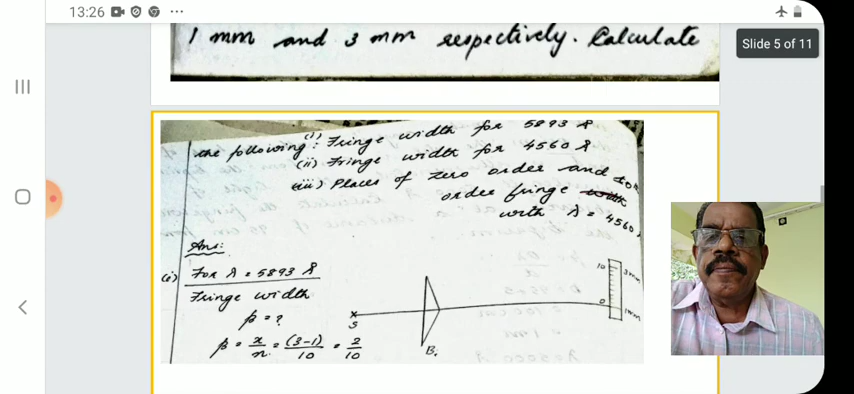 13:26
Slide 5 of 11
1 mm and 3 mm respectively. Calculate
the following: (i) Fringe width for 5893 Å
(ii) Fringe width for 4560 Å
(iii) Places of zero order and
order fringe width
with λ = 4560
Ans:
(i) For λ = 5893 Å
Fringe width
β = ?
β = x/n = (3-1)/10 = 2/10
S
B.
10
3mm
0
1mm